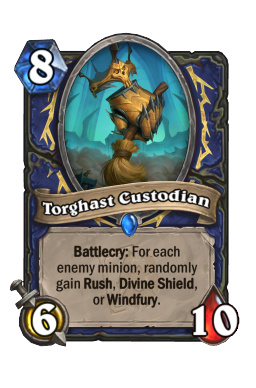 8
Torghast Custodian
Battlecry: For each
enemy minion, randomly
gain Rush, Divine Shield,
or Windfury.
6
10